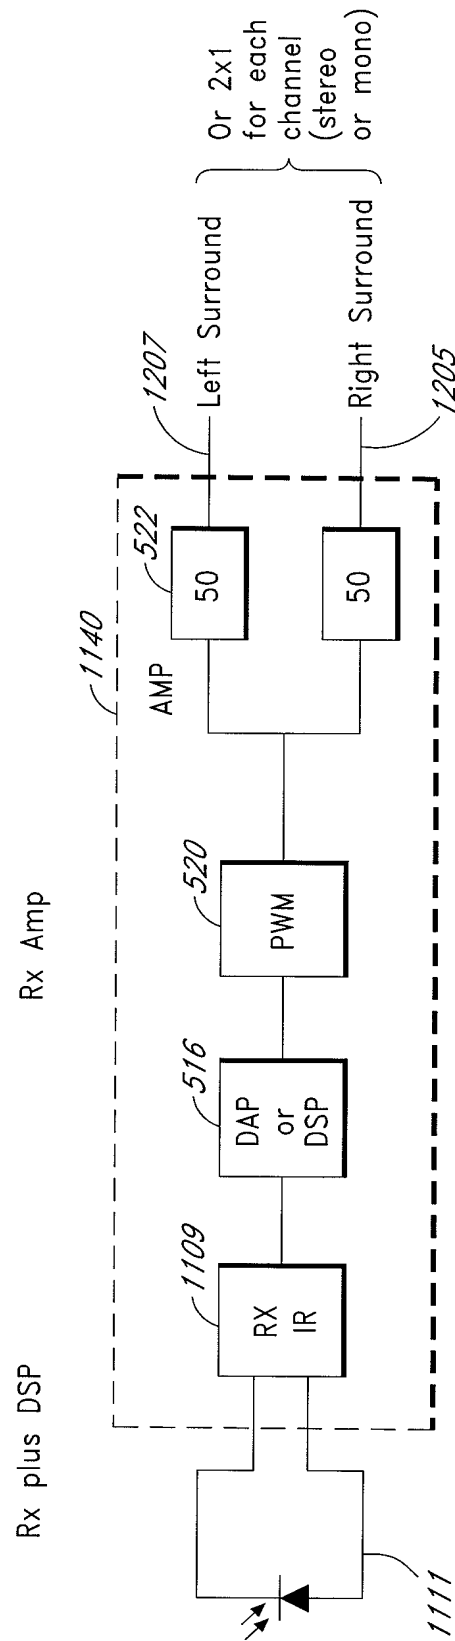 Rx plus DSP
Rx Amp
1140
1111
1109
RX
IR
516
DAP
or
DSP
520
PWM
AMP
522
50
50
1207
Left Surround
1205
Right Surround
Or 2x1
for each
channel
(stereo
or mono)